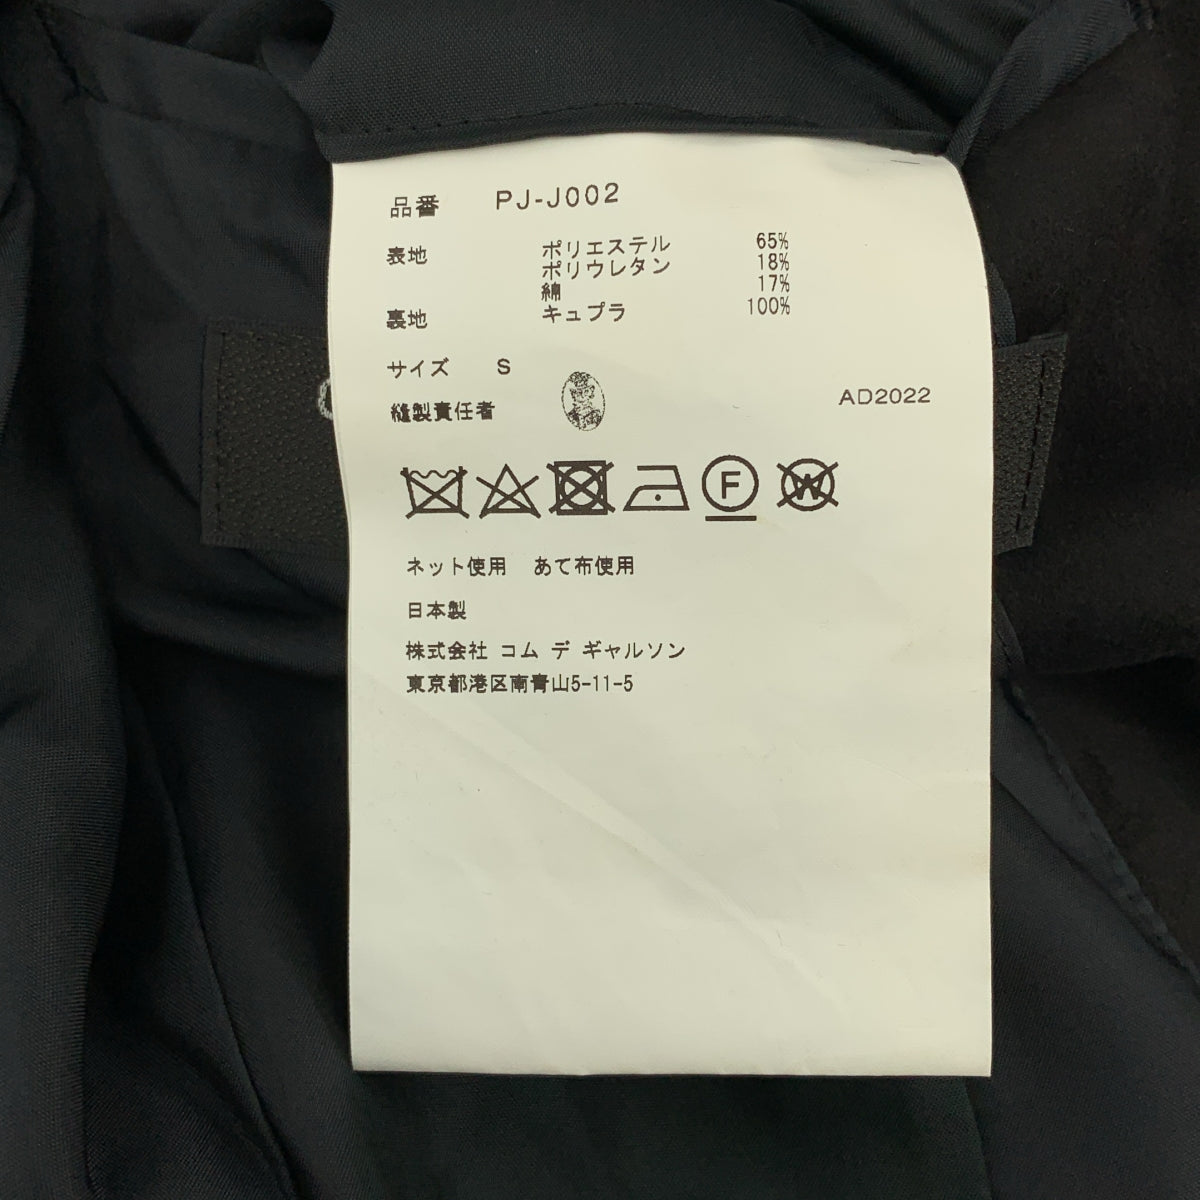 品番 PJ-J002
表地 ポリエステル 65%
ポリウレタン 18%
綿 17%
裏地 キュプラ 100%
サイズ S
縫製責任者 AD2022
F W
ネット使用 あて布使用
日本製
株式会社 コム デ ギャルソン
東京都港区南青山5-11-5